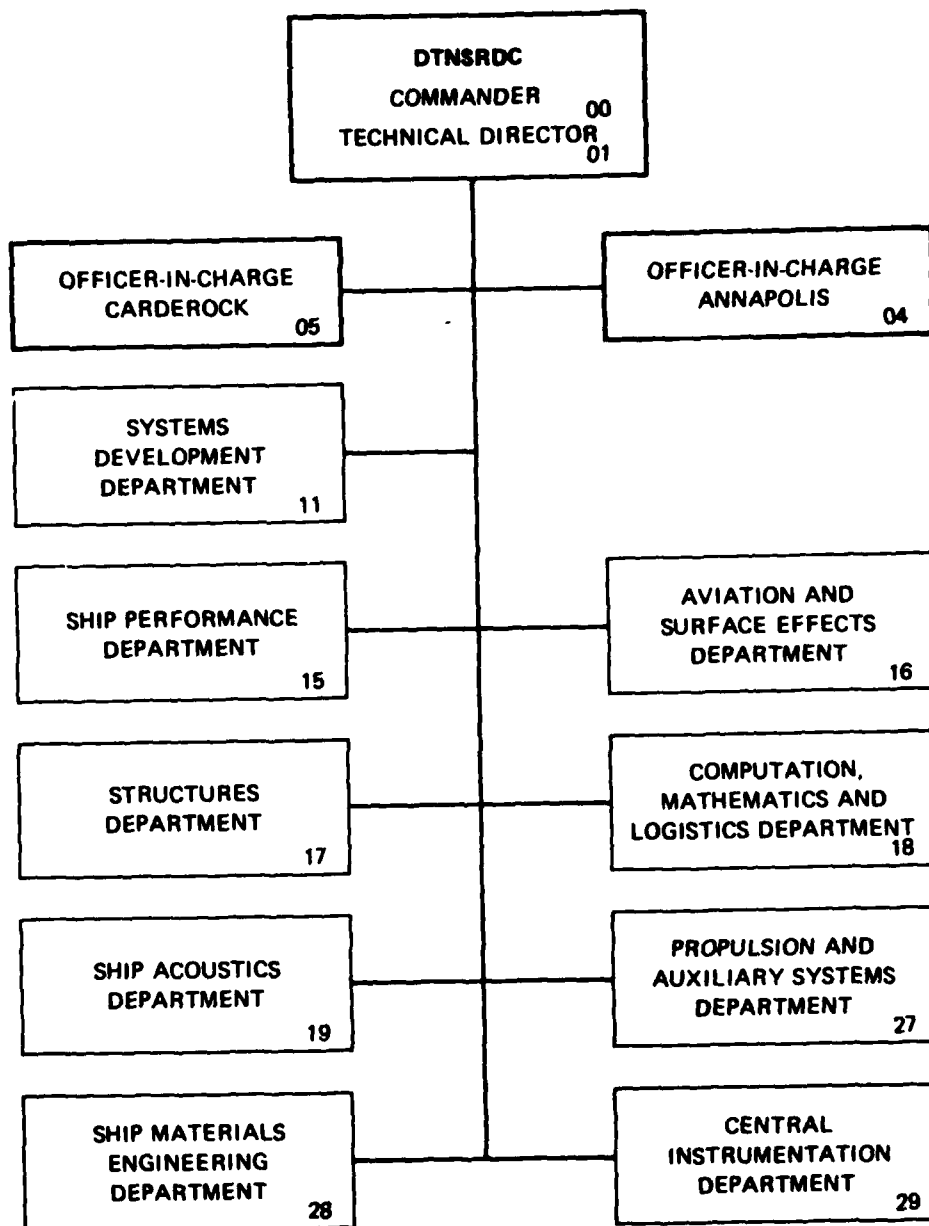 DTNSRDC
COMMANDER
00
TECHNICAL DIRECTOR
01
OFFICER-IN-CHARGE
CARDEROCK
05
OFFICER-IN-CHARGE
ANNAPOLIS
04
SYSTEMS
DEVELOPMENT
DEPARTMENT
11
SHIP PERFORMANCE
DEPARTMENT
15
AVIATION AND
SURFACE EFFECTS
DEPARTMENT
16
STRUCTURES
DEPARTMENT
17
COMPUTATION,
MATHEMATICS AND
LOGISTICS DEPARTMENT
18
SHIP ACOUSTICS
DEPARTMENT
19
PROPULSION AND
AUXILIARY SYSTEMS
DEPARTMENT
27
SHIP MATERIALS
ENGINEERING
DEPARTMENT
28
CENTRAL
INSTRUMENTATION
DEPARTMENT
29